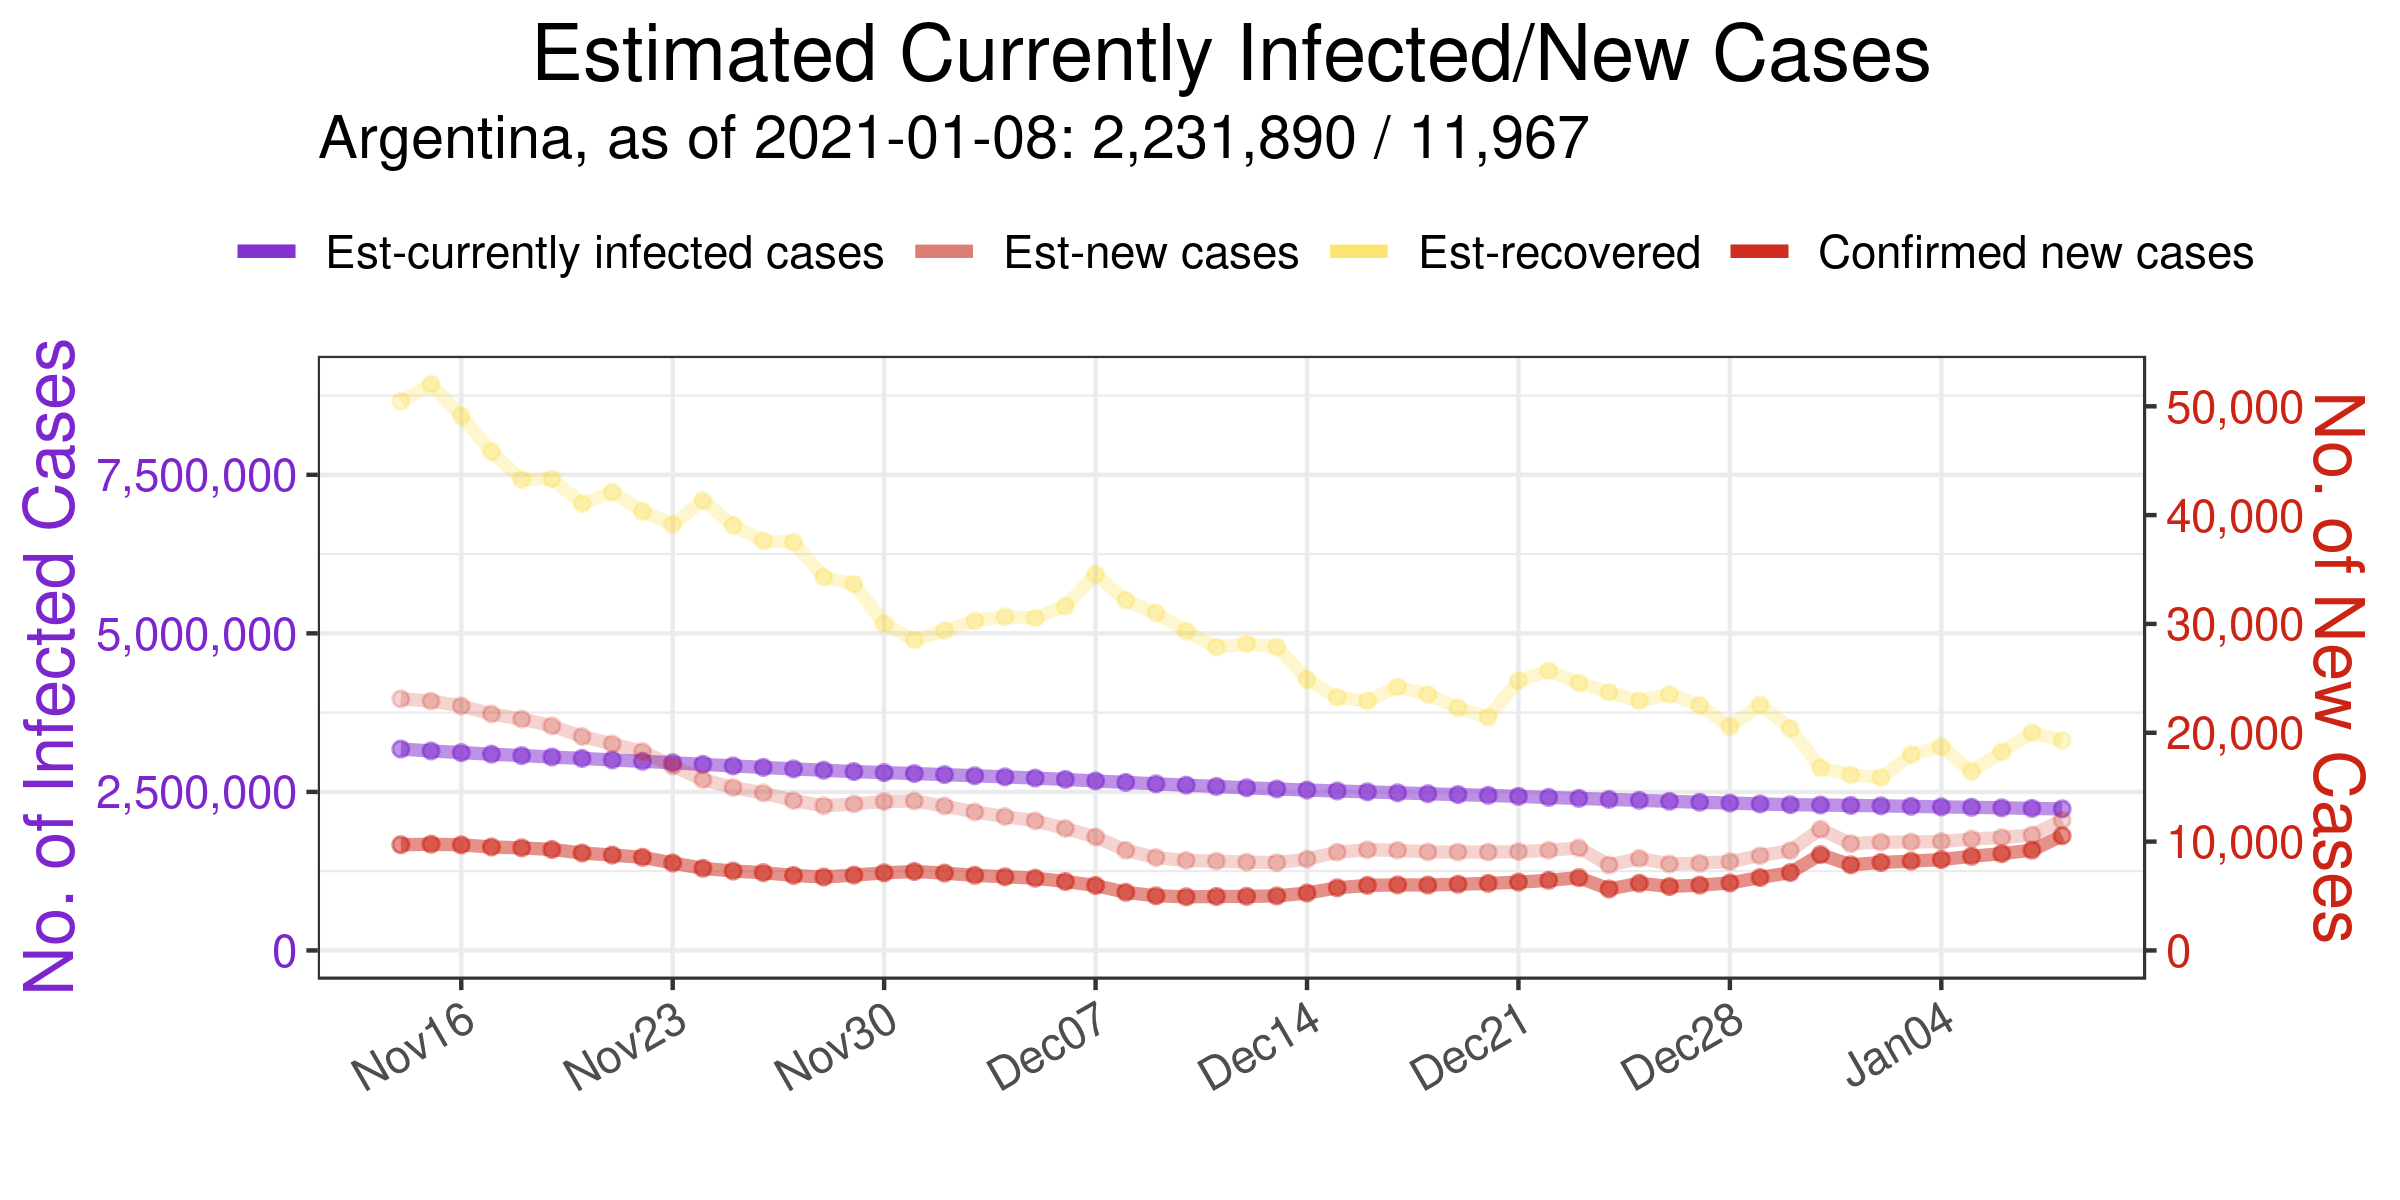 Estimated Currently Infected/New Cases
Argentina, as of 2021-01-08: 2,231,890 / 11,967
Est-currently infected cases Est-new cases Est-recovered Confirmed new cases
No. of Infected Cases
7,500,000
5,000,000
2,500,000
0
50,000
40,000
30,000
20,000
10,000
0
No. of New Cases
Nov16 Nov23 Nov30 Dec07 Dec14 Dec21 Dec28 Jan04